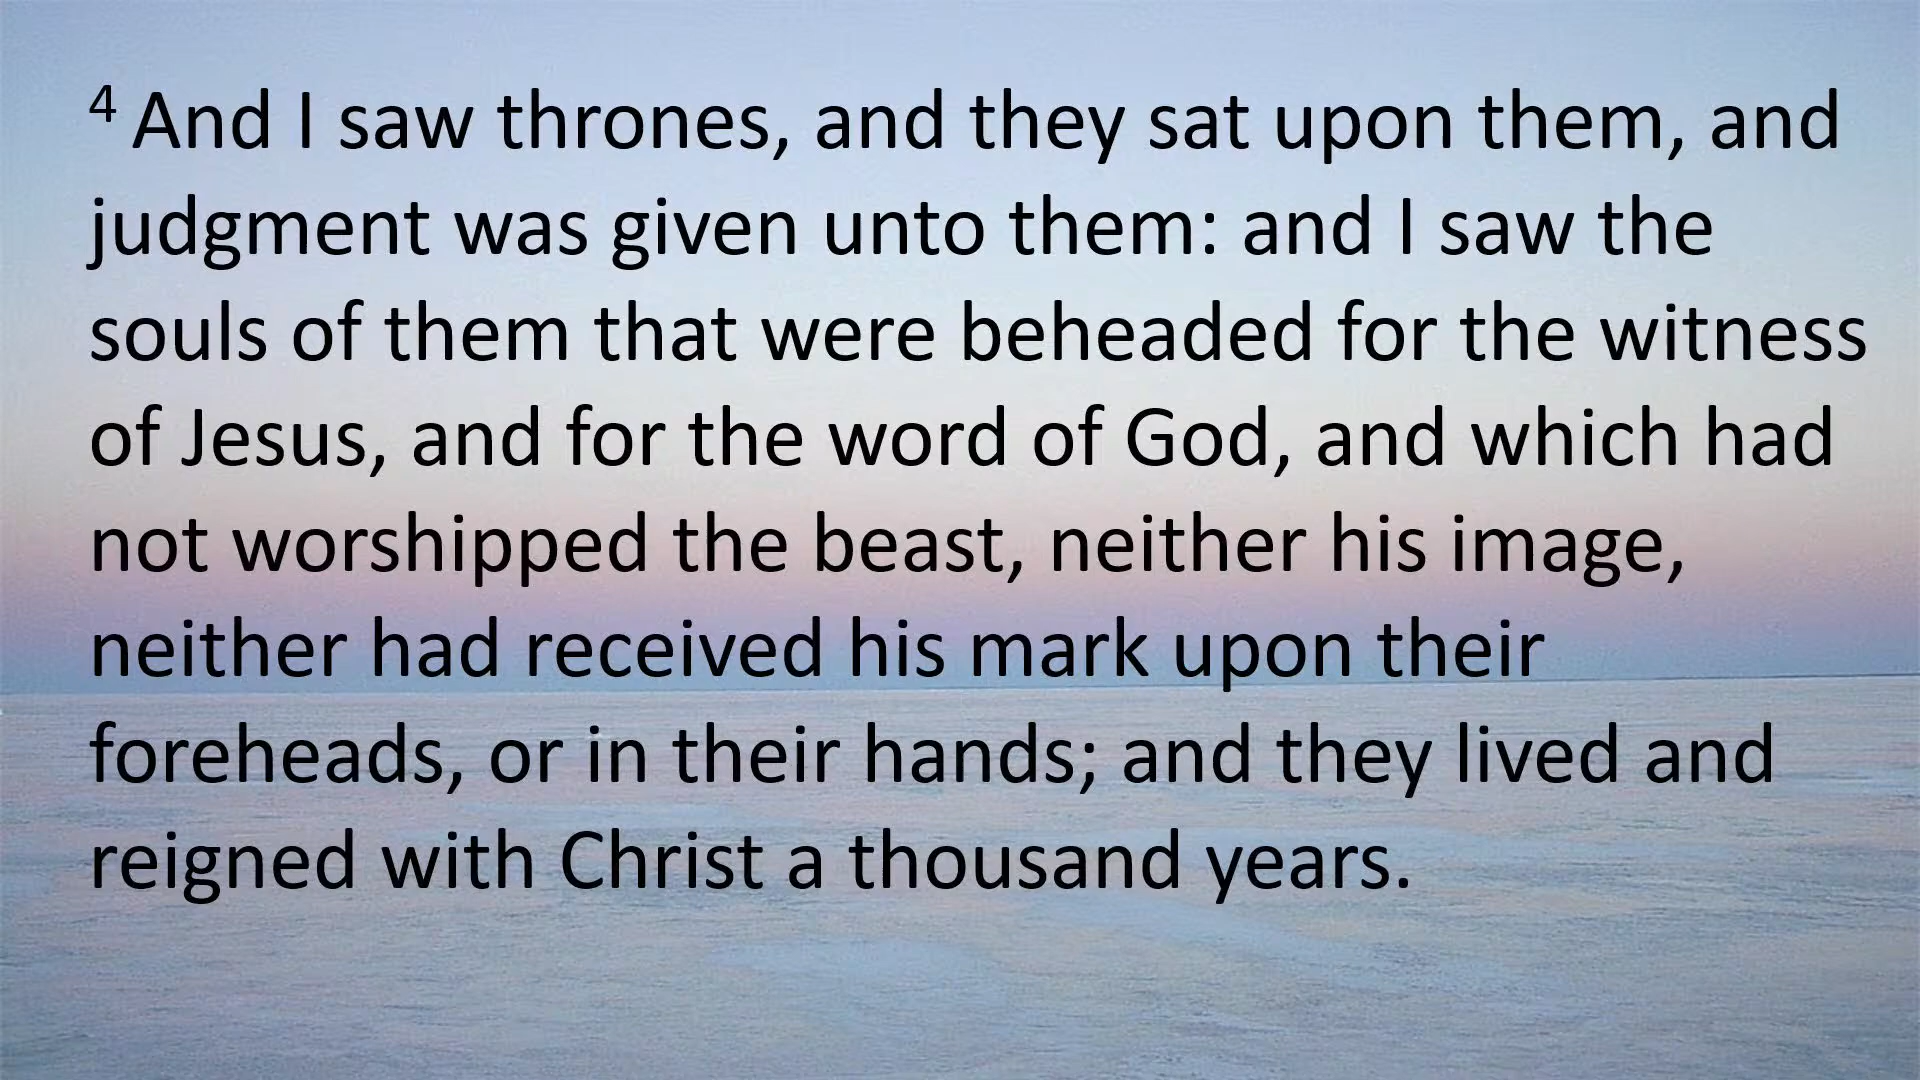 4 And I saw thrones, and they sat upon them, and
judgment was given unto them: and I saw the
souls of them that were beheaded for the witness
of Jesus, and for the word of God, and which had
not worshipped the beast, neither his image,
neither had received his mark upon their
foreheads, or in their hands; and they lived and
reigned with Christ a thousand years.